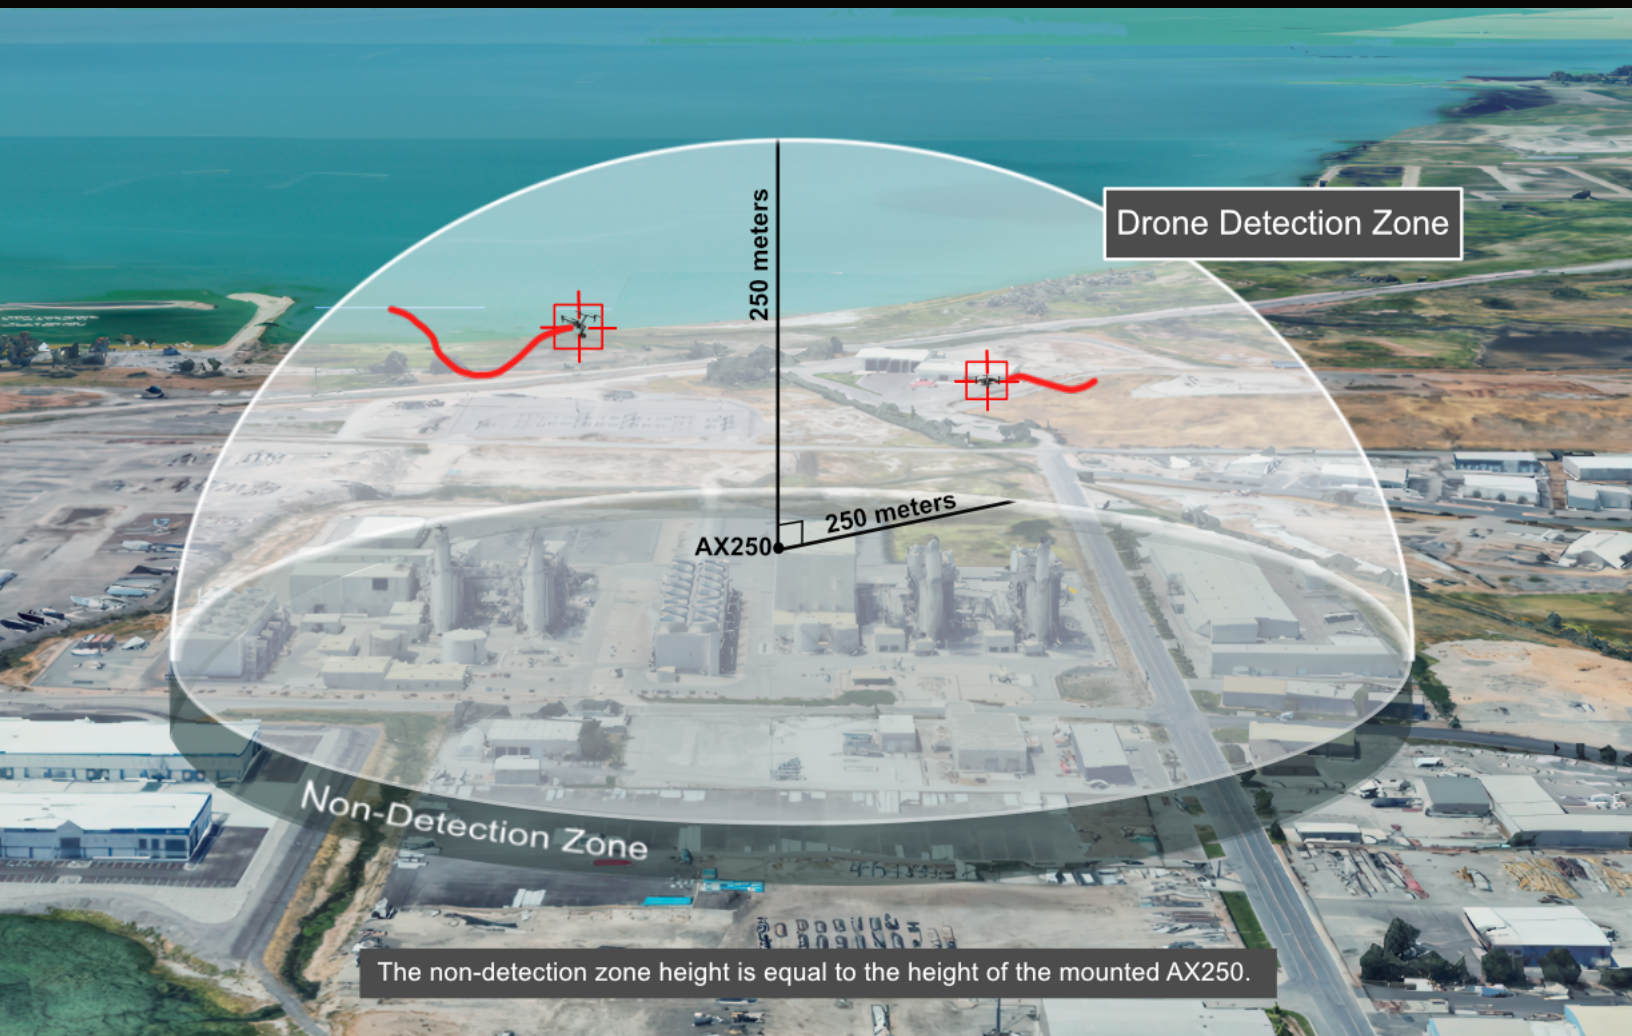 250 meters
Drone Detection Zone
250 meters
AX250
Non-Detection Zone
The non-detection zone height is equal to the height of the mounted AX250.